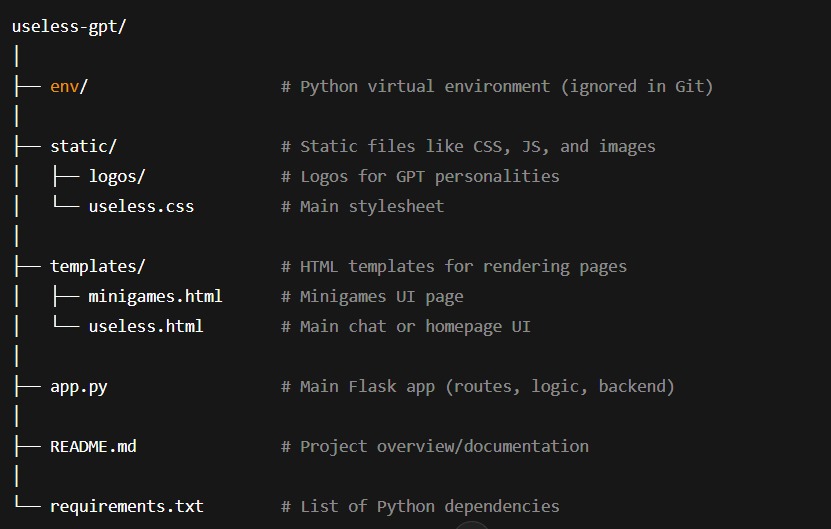 useless-gpt/
│
├── env/                    # Python virtual environment (ignored in Git)
│
├── static/                 # Static files like CSS, JS, and images
│   ├── logos/              # Logos for GPT personalities
│   └── useless.css         # Main stylesheet
│
├── templates/              # HTML templates for rendering pages
│   ├── minigames.html      # Minigames UI page
│   └── useless.html        # Main chat or homepage UI
│
├── app.py                  # Main Flask app (routes, logic, backend)
│
├── README.md               # Project overview/documentation
│
└── requirements.txt        # List of Python dependencies